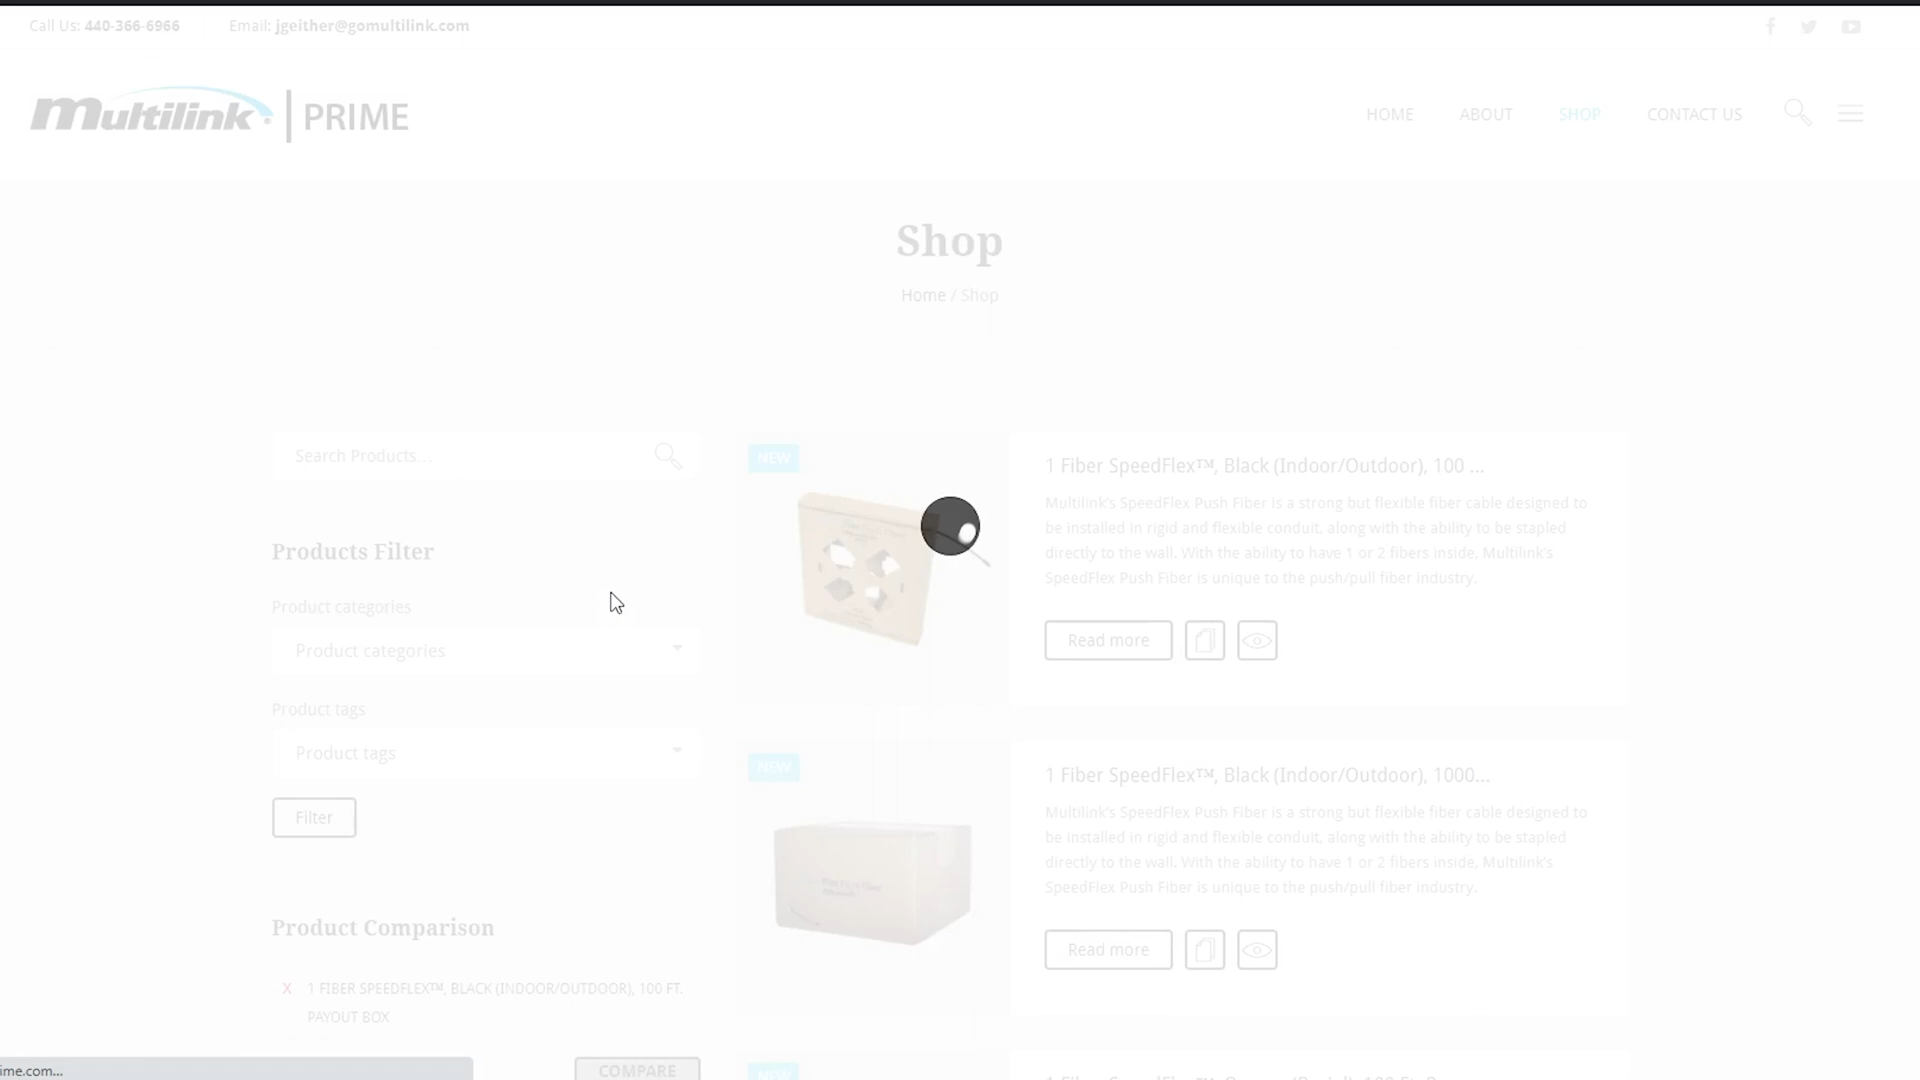 Call Us: 440-366-6966
Email: jgeither@gomultilink.com
multilink PRIME
HOME
ABOUT
SHOP
CONTACT US
Shop
Home / Shop
Search Products...
Products Filter
Product categories
Product categories
Product tags
Product tags
Filter
Product Comparison
X 1 FIBER SPEEDFLEX™, BLACK (INDOOR/OUTDOOR), 100 FT.
PAYOUT BOX
COMPARE
ime.com...
NEW
1 Fiber SpeedFlex™, Black (Indoor/Outdoor), 100 ...
Multilink's SpeedFlex Push Fiber is a strong but flexible fiber cable designed to
be installed in rigid and flexible conduit, along with the ability to be stapled
directly to the wall. With the ability to have 1 or 2 fibers inside, Multilink's
SpeedFlex Push Fiber is unique to the push/pull fiber industry.
Read more
NEW
1 Fiber SpeedFlex™, Black (Indoor/Outdoor), 1000...
Multilink's SpeedFlex Push Fiber is a strong but flexible fiber cable designed to
be installed in rigid and flexible conduit, along with the ability to be stapled
directly to the wall. With the ability to have 1 or 2 fibers inside, Multilink's
SpeedFlex Push Fiber is unique to the push/pull fiber industry.
Read more
NEW